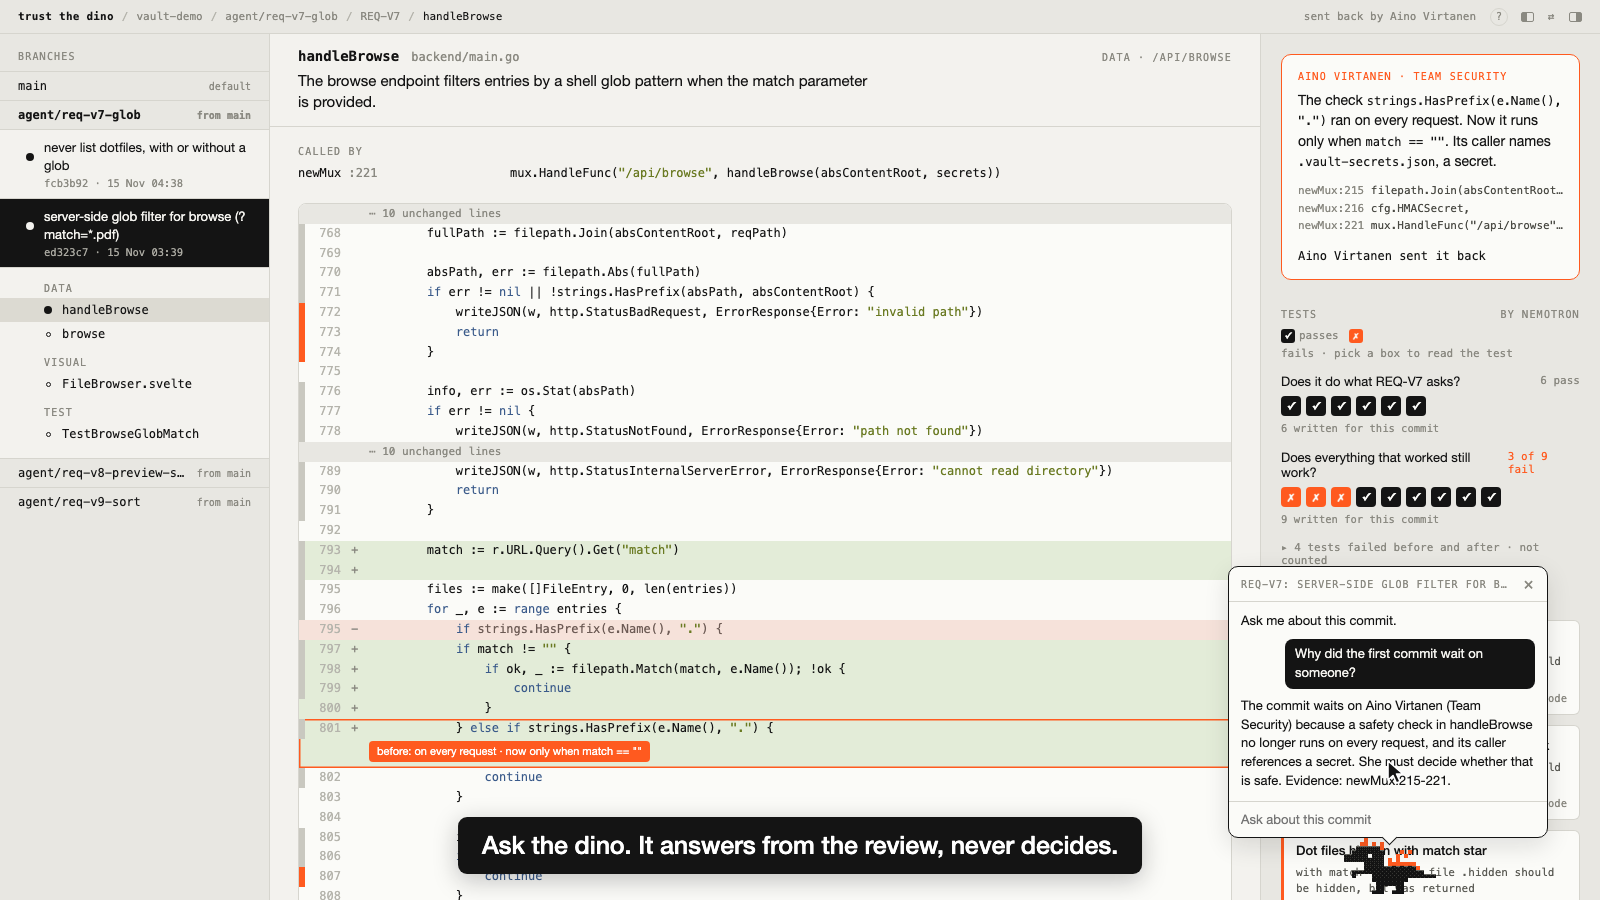 trust the dino / vault-demo / agent/req-v7-glob / REQ-V7 / handleBrowse
sent back by Aino Virtanen ?
BRANCHES
main default
agent/req-v7-glob from main
never list dotfiles, with or without a
glob
fcb3b92 · 15 Nov 04:38
server-side glob filter for browse (?
match=*.pdf)
ed323c7 · 15 Nov 03:39
DATA
handleBrowse
browse
VISUAL
FileBrowser.svelte
TEST
TestBrowseGlobMatch
agent/req-v8-preview-s… from main
agent/req-v9-sort from main
handleBrowse backend/main.go
DATA · /API/BROWSE
The browse endpoint filters entries by a shell glob pattern when the match parameter
is provided.
CALLED BY
newMux :221 mux.HandleFunc("/api/browse", handleBrowse(absContentRoot, secrets))
⋯ 10 unchanged lines
768 fullPath := filepath.Join(absContentRoot, reqPath)
769
770 absPath, err := filepath.Abs(fullPath)
771 if err != nil || !strings.HasPrefix(absPath, absContentRoot) {
772 writeJSON(w, http.StatusBadRequest, ErrorResponse{Error: "invalid path"})
773 return
774 }
775
776 info, err := os.Stat(absPath)
777 if err != nil {
778 writeJSON(w, http.StatusNotFound, ErrorResponse{Error: "path not found"})
⋯ 10 unchanged lines
789 writeJSON(w, http.StatusInternalServerError, ErrorResponse{Error: "cannot read directory"})
790 return
791 }
792
793 + match := r.URL.Query().Get("match")
794 +
795 files := make([]FileEntry, 0, len(entries))
796 for _, e := range entries {
795 − if strings.HasPrefix(e.Name(), ".") {
797 + if match != "" {
798 + if ok, _ := filepath.Match(match, e.Name()); !ok {
799 + continue
800 + }
801 + } else if strings.HasPrefix(e.Name(), ".") {
before: on every request · now only when match == ""
802 continue
803 }
804
805
806
807 continue
808 }
Ask the dino. It answers from the review, never decides.
AINO VIRTANEN · TEAM SECURITY
The check strings.HasPrefix(e.Name(),
".") ran on every request. Now it runs
only when match == "". Its caller names
.vault-secrets.json, a secret.
newMux:215 filepath.Join(absContentRoot…
newMux:216 cfg.HMACSecret,
newMux:221 mux.HandleFunc("/api/browse"…
Aino Virtanen sent it back
TESTS BY NEMOTRON
✓ passes ✗
fails · pick a box to read the test
Does it do what REQ-V7 asks? 6 pass
✓ ✓ ✓ ✓ ✓ ✓
6 written for this commit
Does everything that worked still
work?
3 of 9
fail
✗ ✗ ✗ ✓ ✓ ✓ ✓ ✓ ✓
9 written for this commit
▸ 4 tests failed before and after · not
counted
REQ-V7: SERVER-SIDE GLOB FILTER FOR B… ×
Ask me about this commit.
Why did the first commit wait on
someone?
The commit waits on Aino Virtanen (Team
Security) because a safety check in handleBrowse
no longer runs on every request, and its caller
references a secret. She must decide whether that
is safe. Evidence: newMux:215-221.
Ask about this commit
ld
ode
ld
ode
Dot files with match star
with file .hidden should
be hidden, as returned